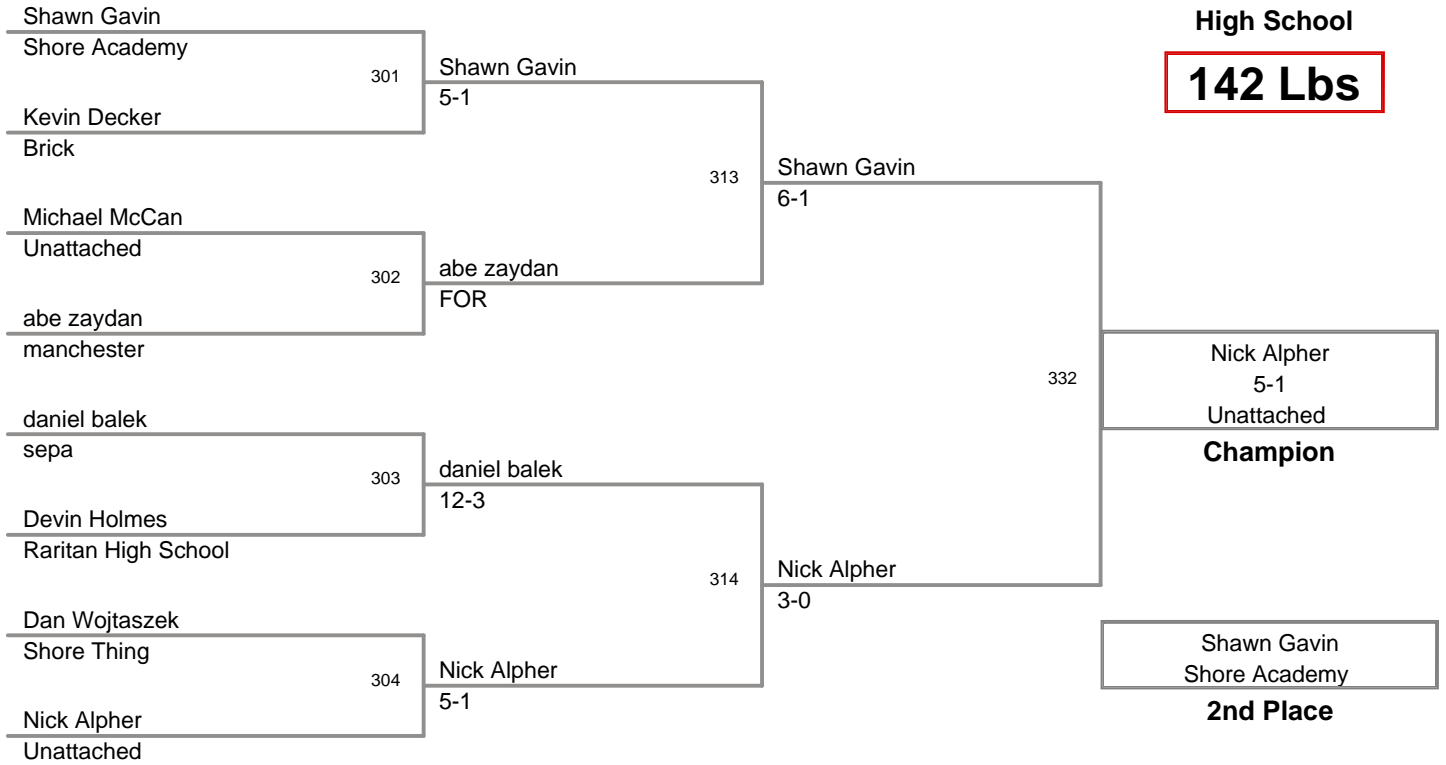 Shawn Gavin
Shore Academy
301
Kevin Decker
Brick
Michael McCan
Unattached
302
abe zaydan
manchester
daniel balek
sepa
303
Devin Holmes
Raritan High School
Dan Wojtaszek
Shore Thing
304
Nick Alpher
Unattached
Shawn Gavin
5-1
313
abe zaydan
FOR
daniel balek
12-3
314
Nick Alpher
5-1
Shawn Gavin
6-1
332
Nick Alpher
3-0
High School
142 Lbs
Nick Alpher
5-1
Unattached
Champion
Shawn Gavin
Shore Academy
2nd Place